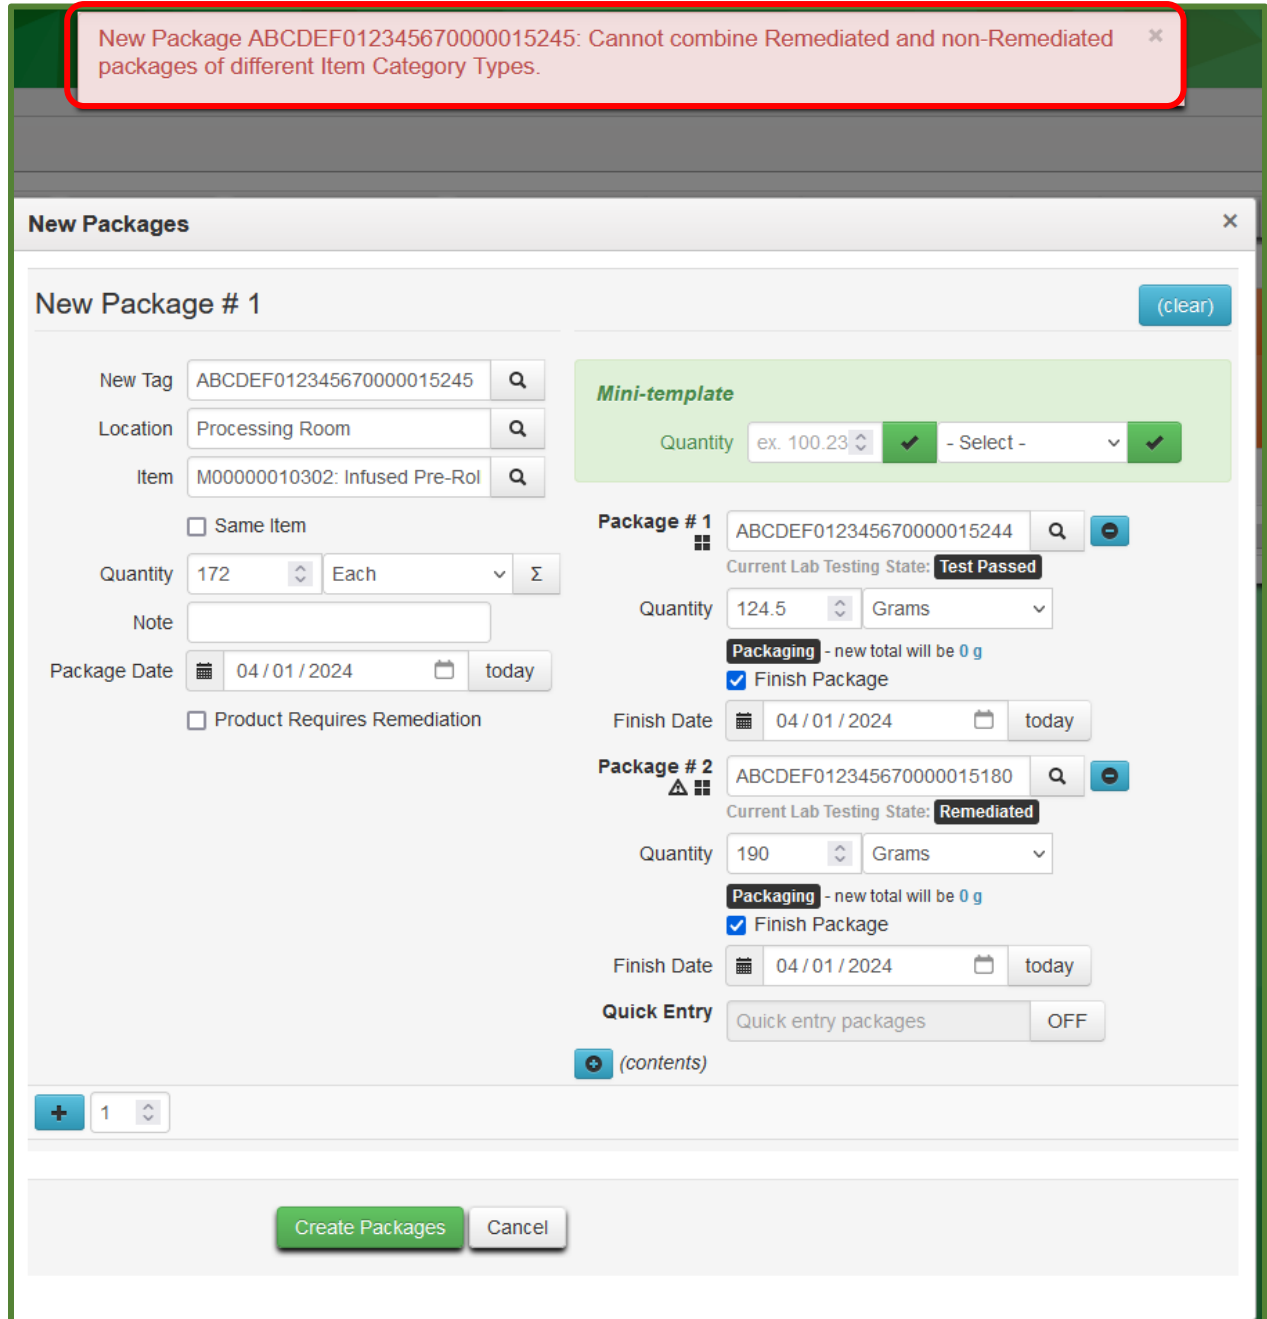 New Package ABCDEF012345670000015245: Cannot combine Remediated and non-Remediated ×
packages of different Item Category Types.
New Packages ×
New Package # 1 (clear)
New Tag ABCDEF012345670000015245
Location Processing Room
Item M00000010302: Infused Pre-Rol
Same Item
Quantity 172 Each Σ
Note
Package Date 04/01/2024 today
Product Requires Remediation
Mini-template
Quantity ex. 100.23 - Select -
Package # 1 ABCDEF012345670000015244
Current Lab Testing State: Test Passed
Quantity 124.5 Grams
Packaging - new total will be 0 g
Finish Package
Finish Date 04/01/2024 today
Package # 2 ABCDEF012345670000015180
Current Lab Testing State: Remediated
Quantity 190 Grams
Packaging - new total will be 0 g
Finish Package
Finish Date 04/01/2024 today
Quick Entry Quick entry packages OFF
(contents)
+ 1
Create Packages Cancel